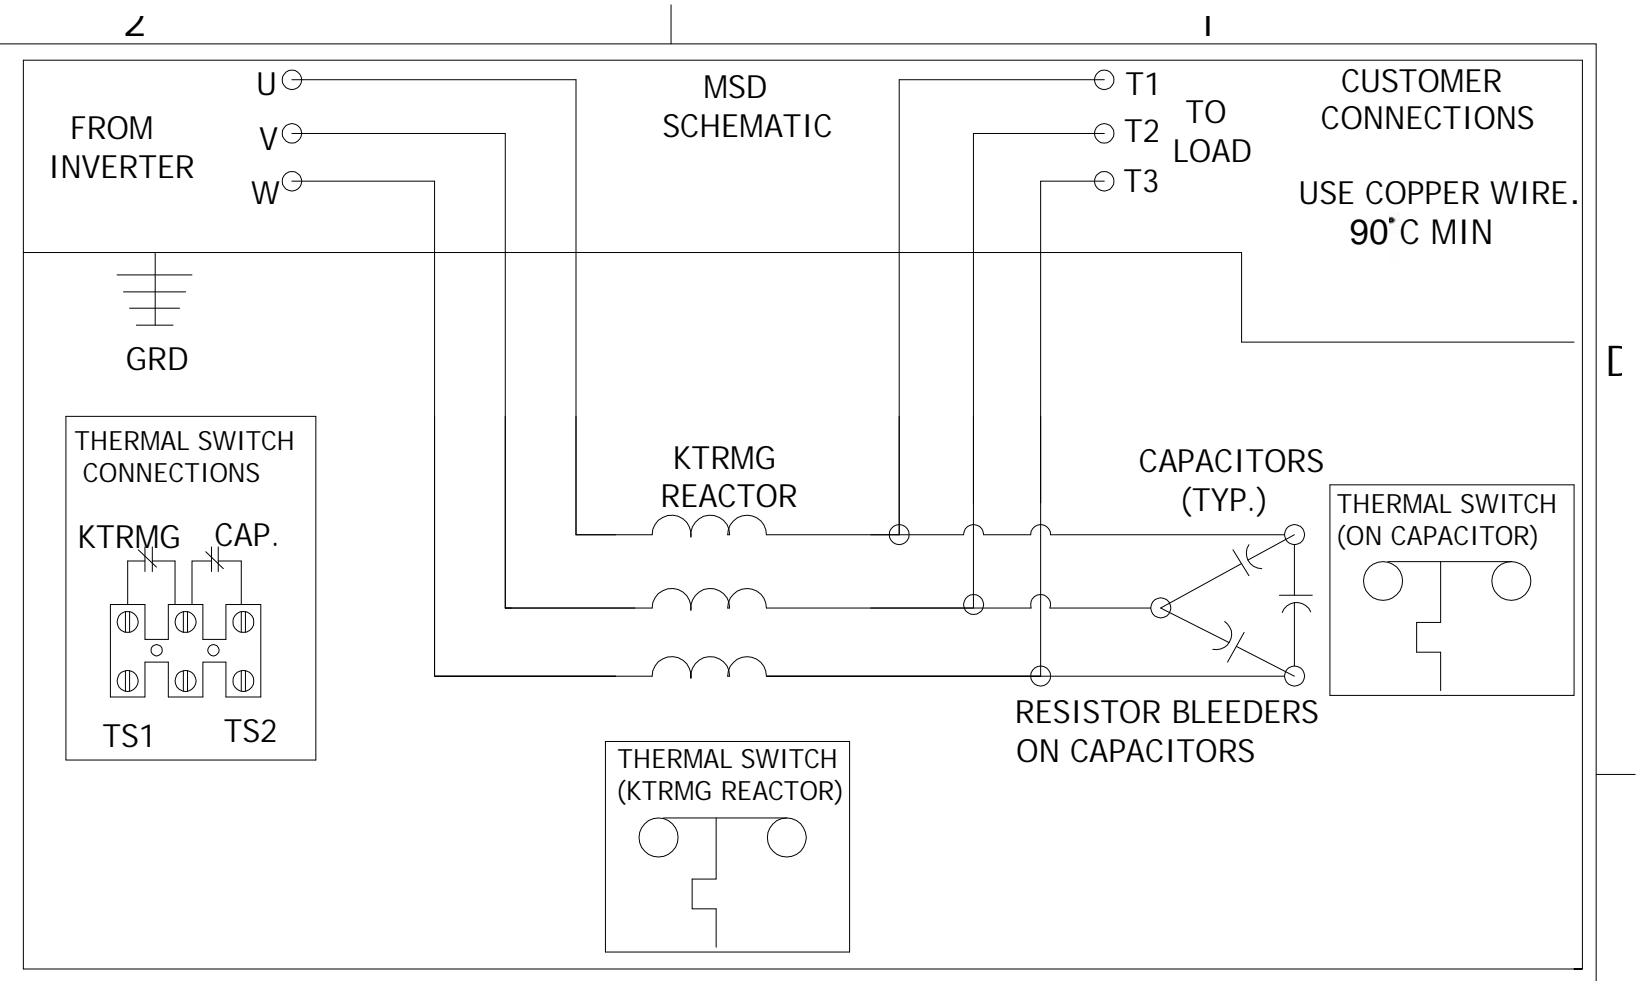 2
1
U
MSD
SCHEMATIC
T1
TO
LOAD
CUSTOMER
CONNECTIONS
FROM
INVERTER
V
T2
W
T3
USE COPPER WIRE.
90°C MIN
GRD
D
THERMAL SWITCH
CONNECTIONS
KTRMG
CAP.
TS1
TS2
KTRMG
REACTOR
CAPACITORS
(TYP.)
THERMAL SWITCH
(ON CAPACITOR)
RESISTOR BLEEDERS
ON CAPACITORS
THERMAL SWITCH
(KTRMG REACTOR)